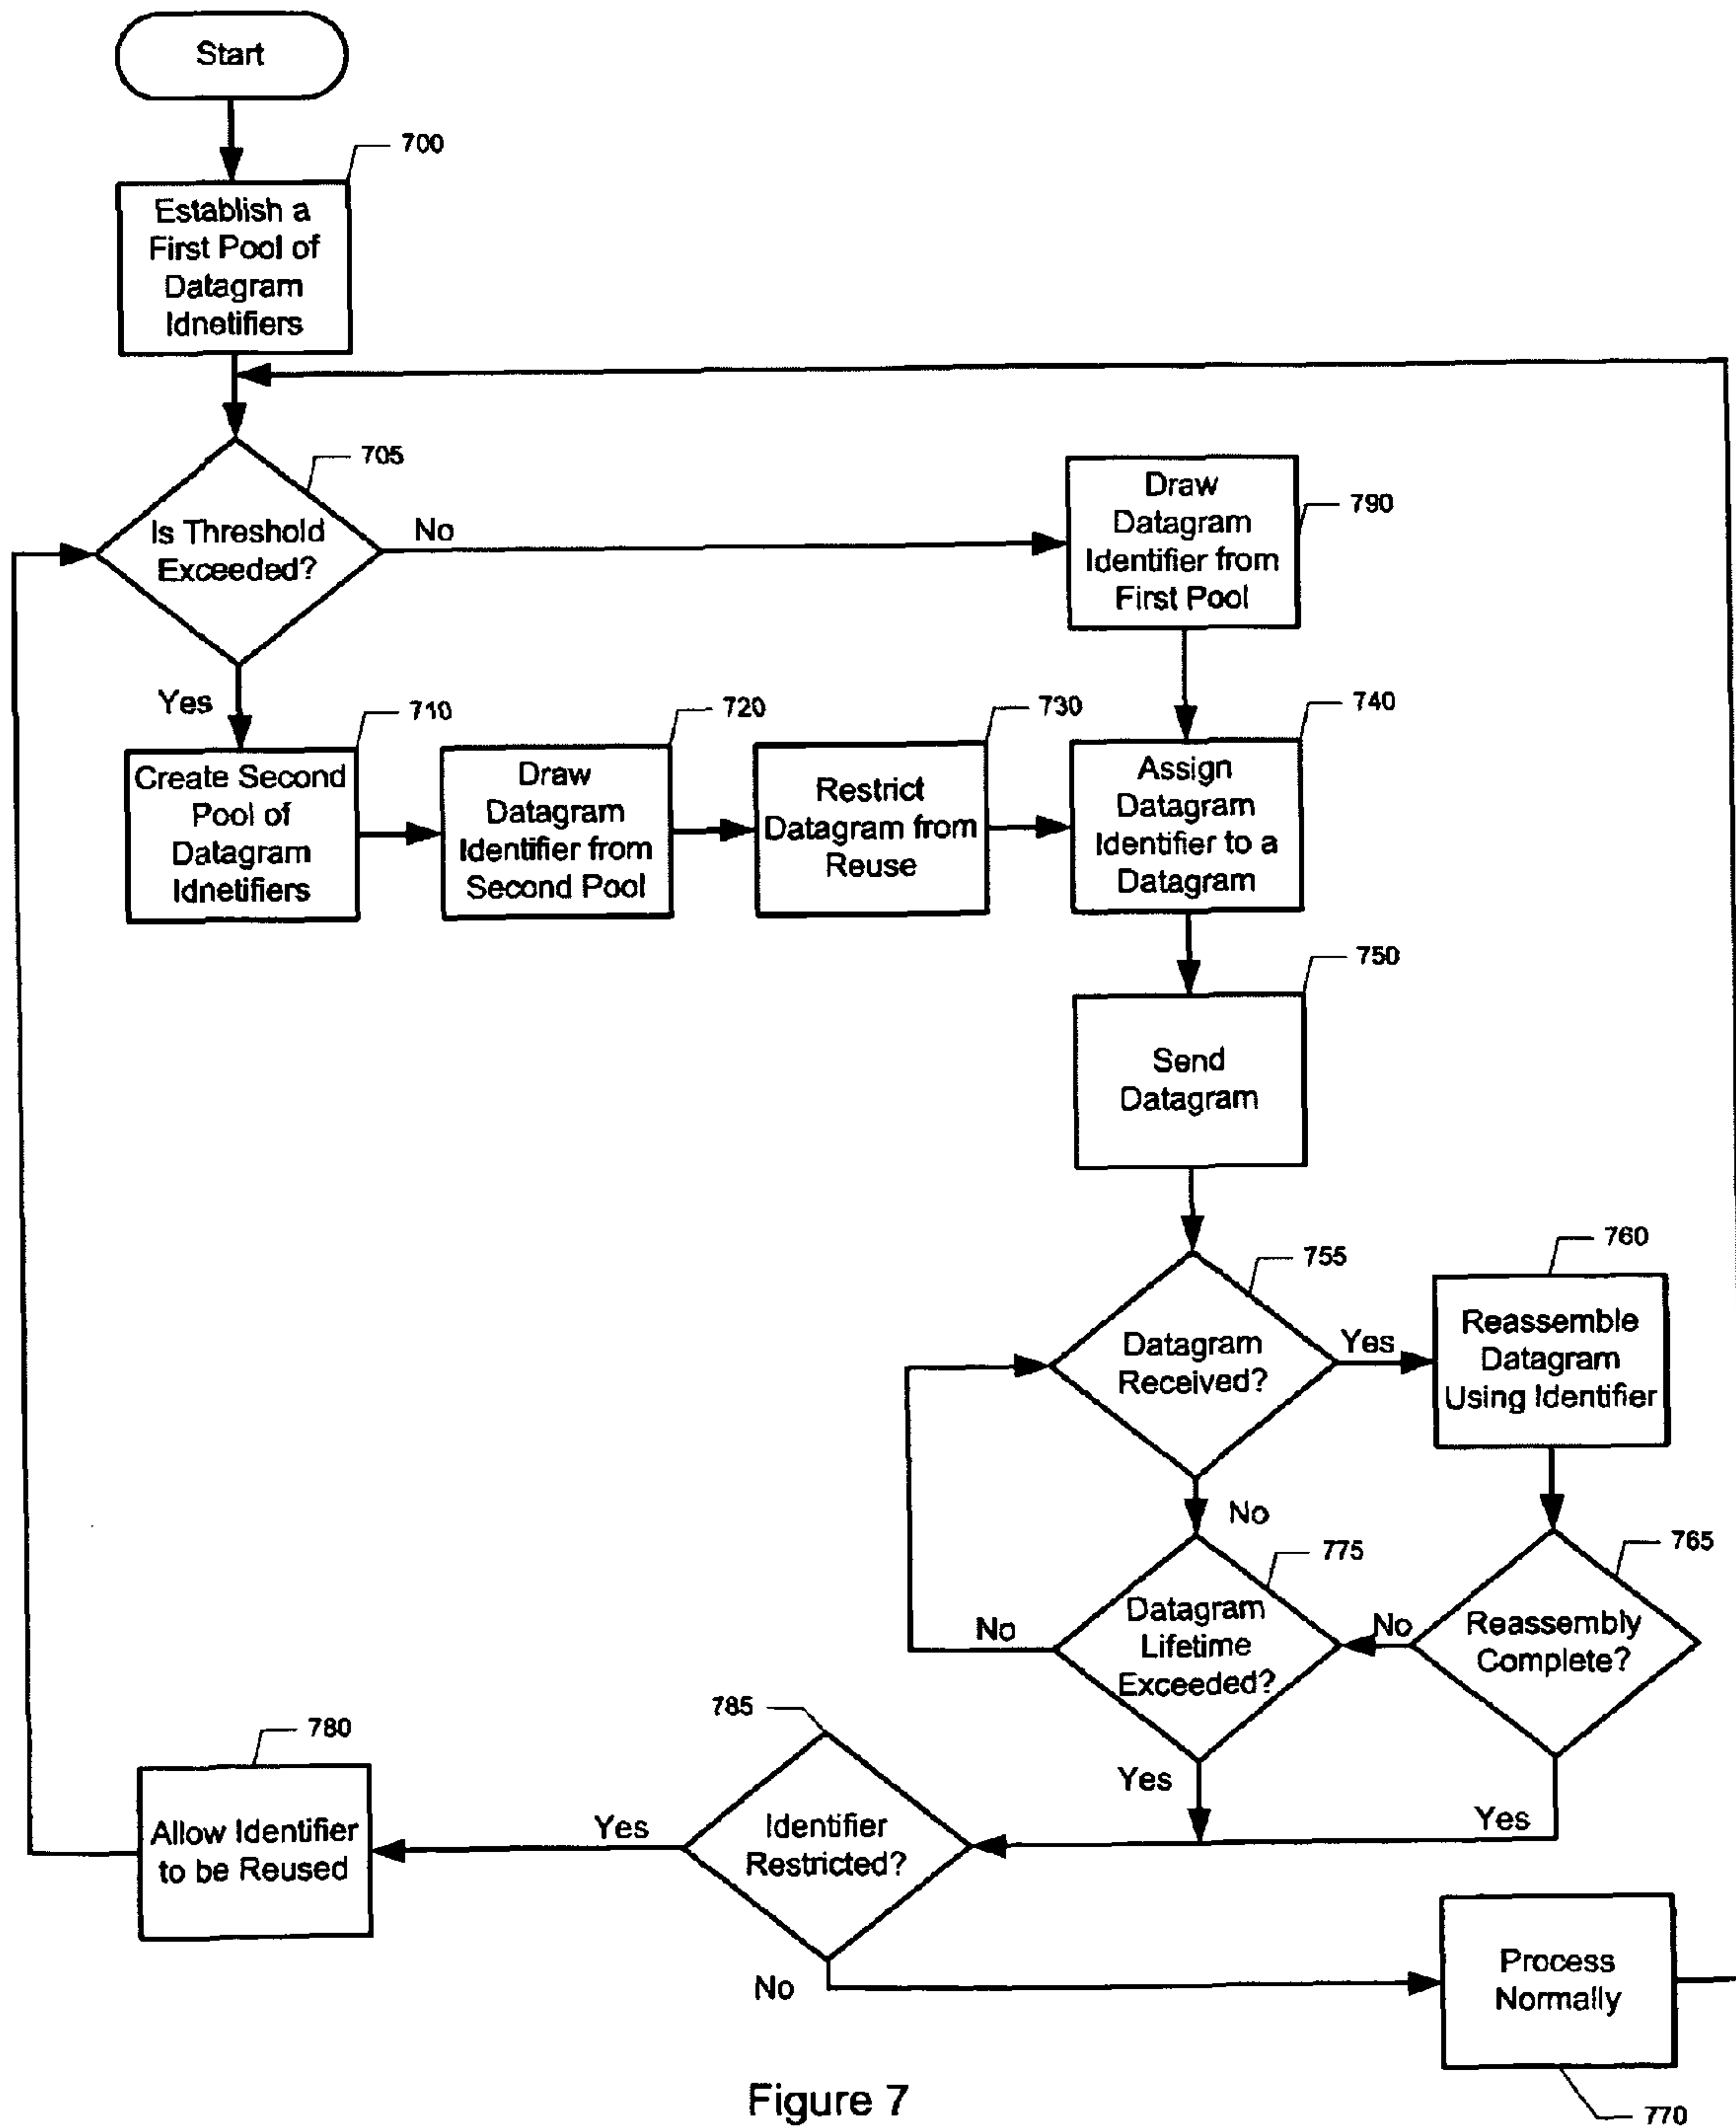 Start
700
Establish a
First Pool of
Datagram
Idnetifiers
705
Is Threshold
Exceeded?
No
Yes
Draw
Datagram
Identifier from
First Pool
790
710
Create Second
Pool of
Datagram
Idnetifiers
720
Draw
Datagram
Identifier from
Second Pool
730
Restrict
Datagram from
Reuse
740
Assign
Datagram
Identifier to a
Datagram
750
Send
Datagram
755
Datagram
Received?
Yes
No
760
Reassemble
Datagram
Using Identifier
765
Reassembly
Complete?
No
Yes
775
Datagram
Lifetime
Exceeded?
No
Yes
785
Identifier
Restricted?
Yes
No
780
Allow Identifier
to be Reused
Process
Normally
770
Figure 7